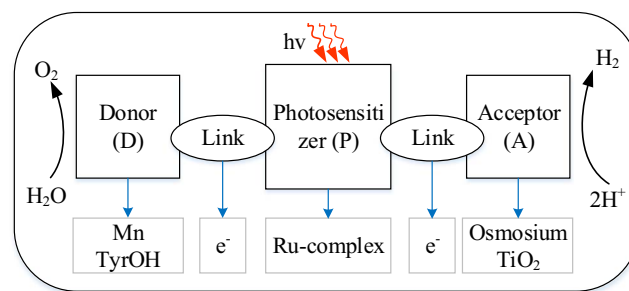 hv
O₂
H₂
Donor
(D)
Link
Photosensiti
zer (P)
Link
Acceptor
(A)
H₂O
2H⁺
Mn
TyrOH
e⁻
Ru-complex
e⁻
Osmosium
TiO₂